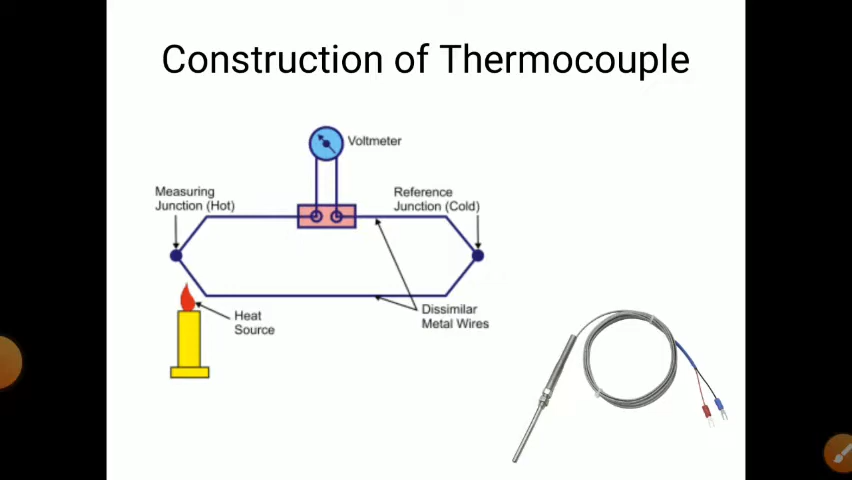 Construction of Thermocouple
Voltmeter
Measuring
Junction (Hot)
Reference
Junction (Cold)
Heat
Source
Dissimilar
Metal Wires